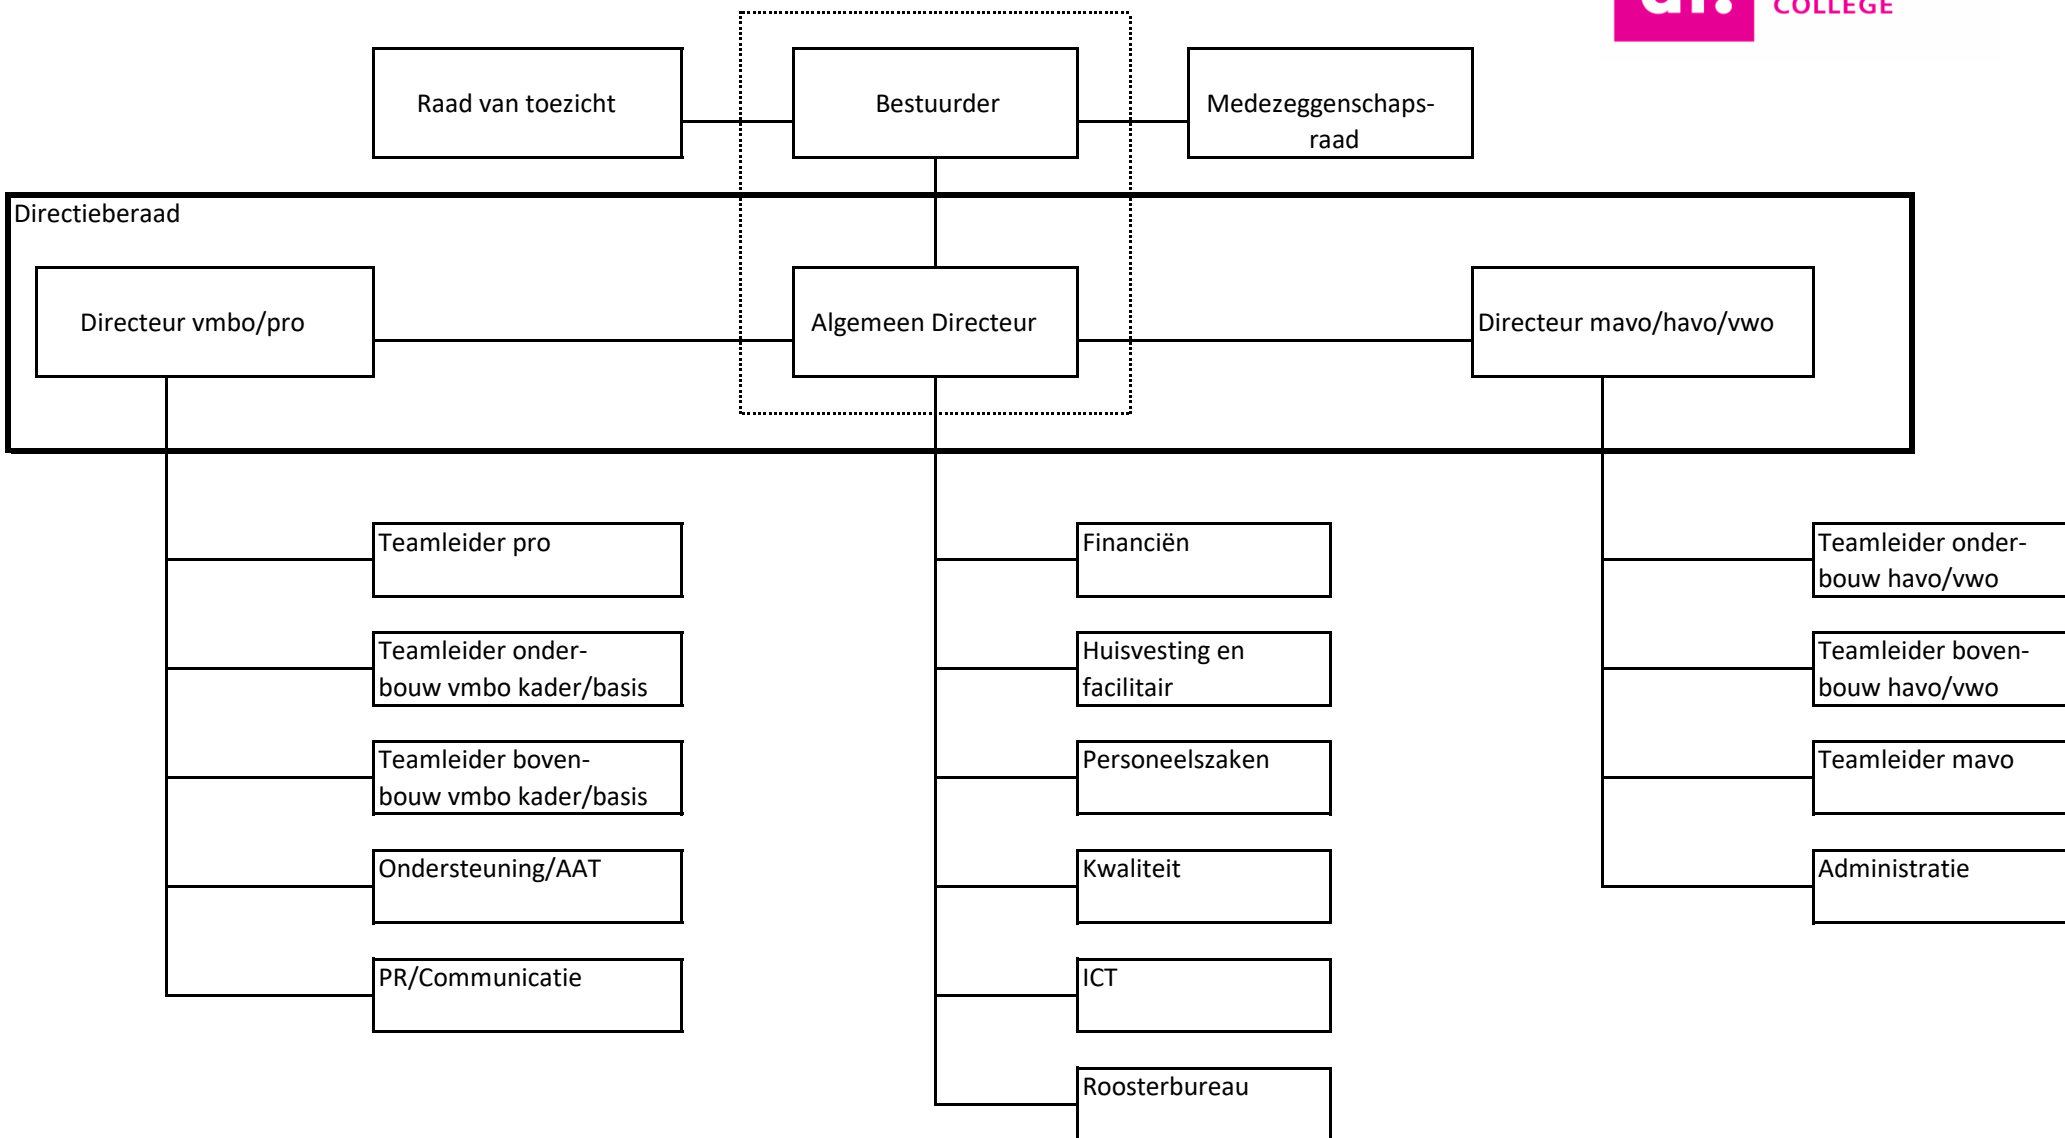 COLLEGE
Raad van toezicht
Bestuurder
Medezeggenschaps-
raad
Directieberaad
Directeur vmbo/pro
Algemeen Directeur
Directeur mavo/havo/vwo
Teamleider pro
Teamleider onder-
bouw vmbo kader/basis
Teamleider boven-
bouw vmbo kader/basis
Ondersteuning/AAT
PR/Communicatie
Financiën
Huisvesting en
facilitair
Personeelszaken
Kwaliteit
ICT
Roosterbureau
Teamleider onder-
bouw havo/vwo
Teamleider boven-
bouw havo/vwo
Teamleider mavo
Administratie